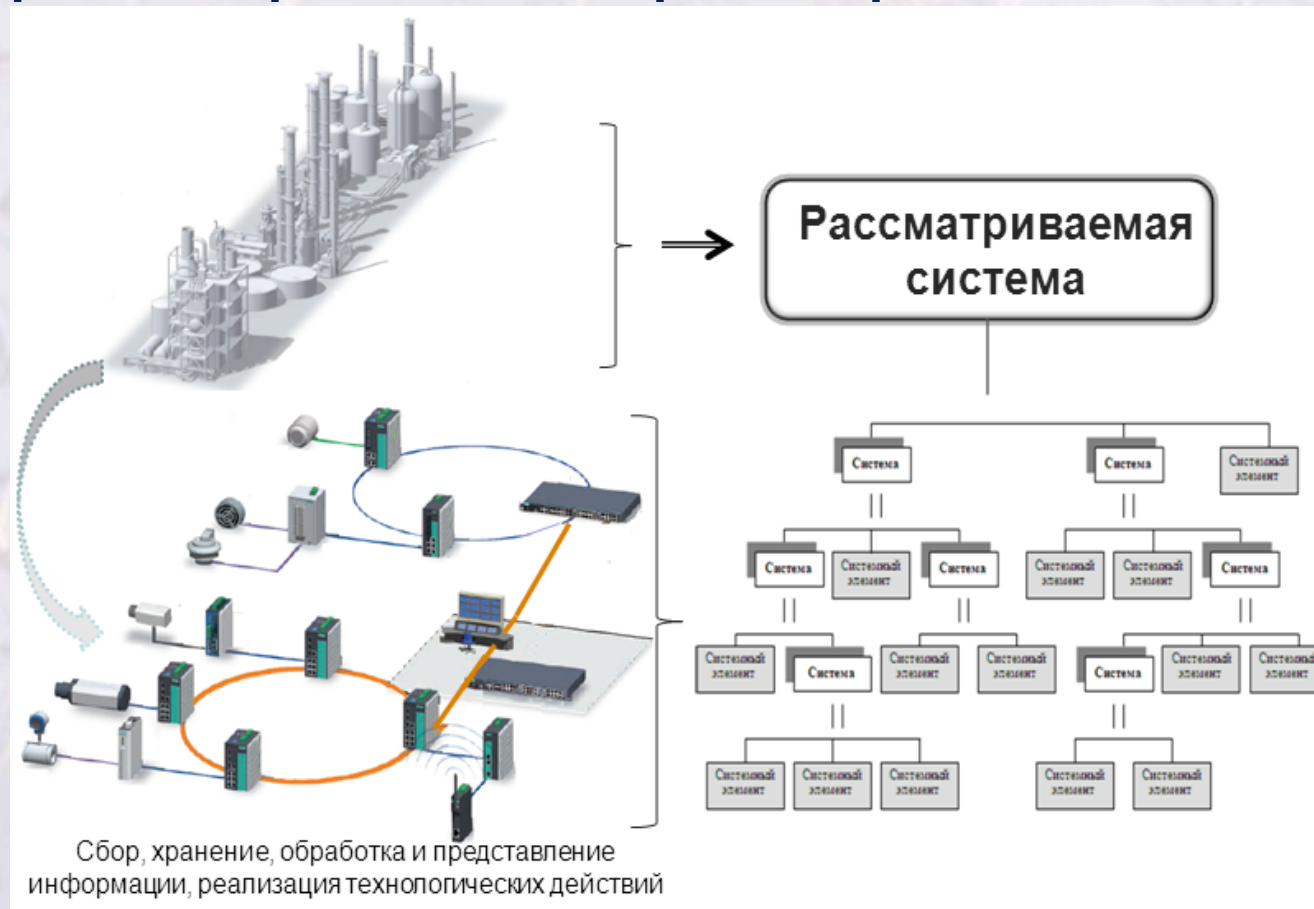 Рассматриваемая
система
Система
Система
Системный
элемент
Система
Системный
элемент
Система
Системный
элемент
Системный
элемент
Система
Системный
элемент
Система
Системный
элемент
Системный
элемент
Система
Системный
элемент
Системный
элемент
Системный
элемент
Системный
элемент
Системный
элемент
Системный
элемент
Системный
элемент
Сбор, хранение, обработка и представление
информации, реализация технологических действий